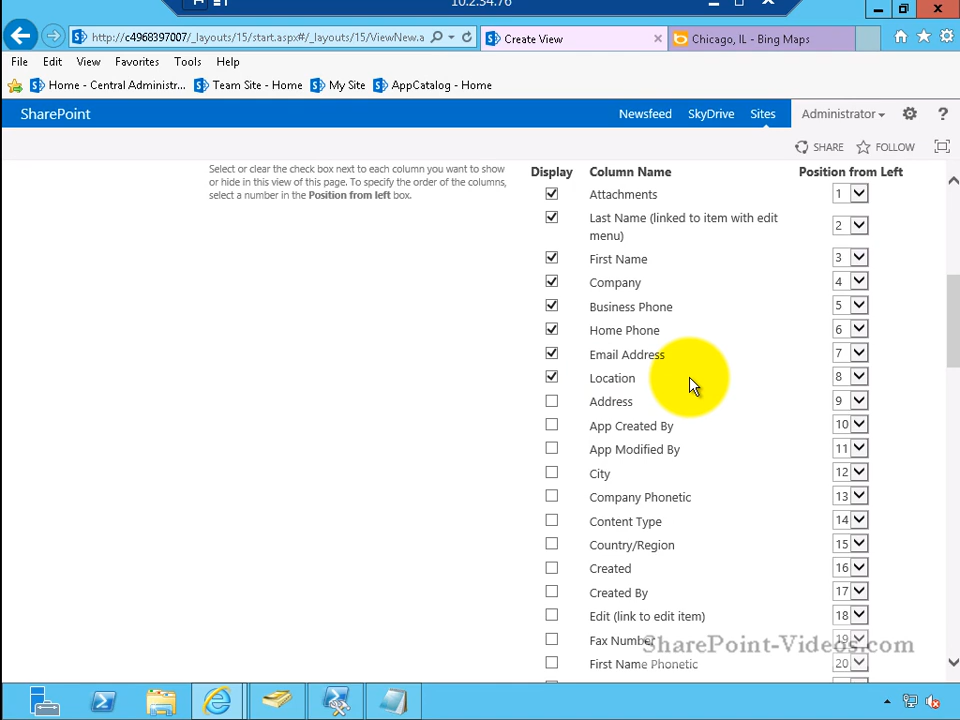 10.2.34.76
http://c4968397007/_layouts/15/start.aspx#/_layouts/15/ViewNew.a
Create View
Chicago, IL - Bing Maps
File Edit View Favorites Tools Help
Home - Central Administr... Team Site - Home My Site AppCatalog - Home
SharePoint
Newsfeed SkyDrive Sites Administrator ?
SHARE FOLLOW
Select or clear the check box next to each column you want to show
or hide in this view of this page. To specify the order of the columns,
select a number in the Position from left box.
Display Column Name Position from Left
Attachments 1
Last Name (linked to item with edit
menu) 2
First Name 3
Company 4
Business Phone 5
Home Phone 6
Email Address 7
Location 8
Address 9
App Created By 10
App Modified By 11
City 12
Company Phonetic 13
Content Type 14
Country/Region 15
Created 16
Created By 17
Edit (link to edit item) 18
Fax Number 19
SharePoint-Videos.com
First Name Phonetic 20